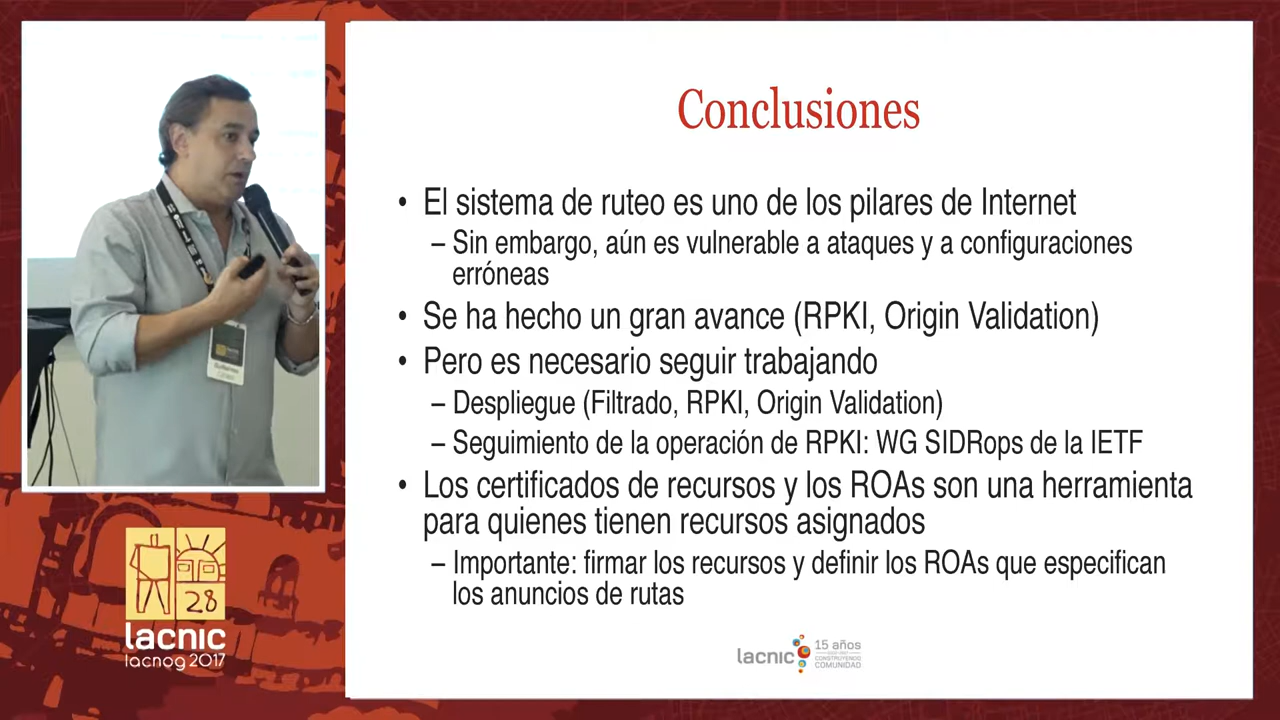 Conclusiones
• El sistema de ruteo es uno de los pilares de Internet
– Sin embargo, aún es vulnerable a ataques y a configuraciones
erróneas
• Se ha hecho un gran avance (RPKI, Origin Validation)
• Pero es necesario seguir trabajando
– Despliegue (Filtrado, RPKI, Origin Validation)
– Seguimiento de la operación de RPKI: WG SIDRops de la IETF
• Los certificados de recursos y los ROAs son una herramienta
para quienes tienen recursos asignados
– Importante: firmar los recursos y definir los ROAs que especifican
los anuncios de rutas
28
lacnic
lacnog 2017
lacnic
15 años
CONSTRUYENDO
COMUNIDAD